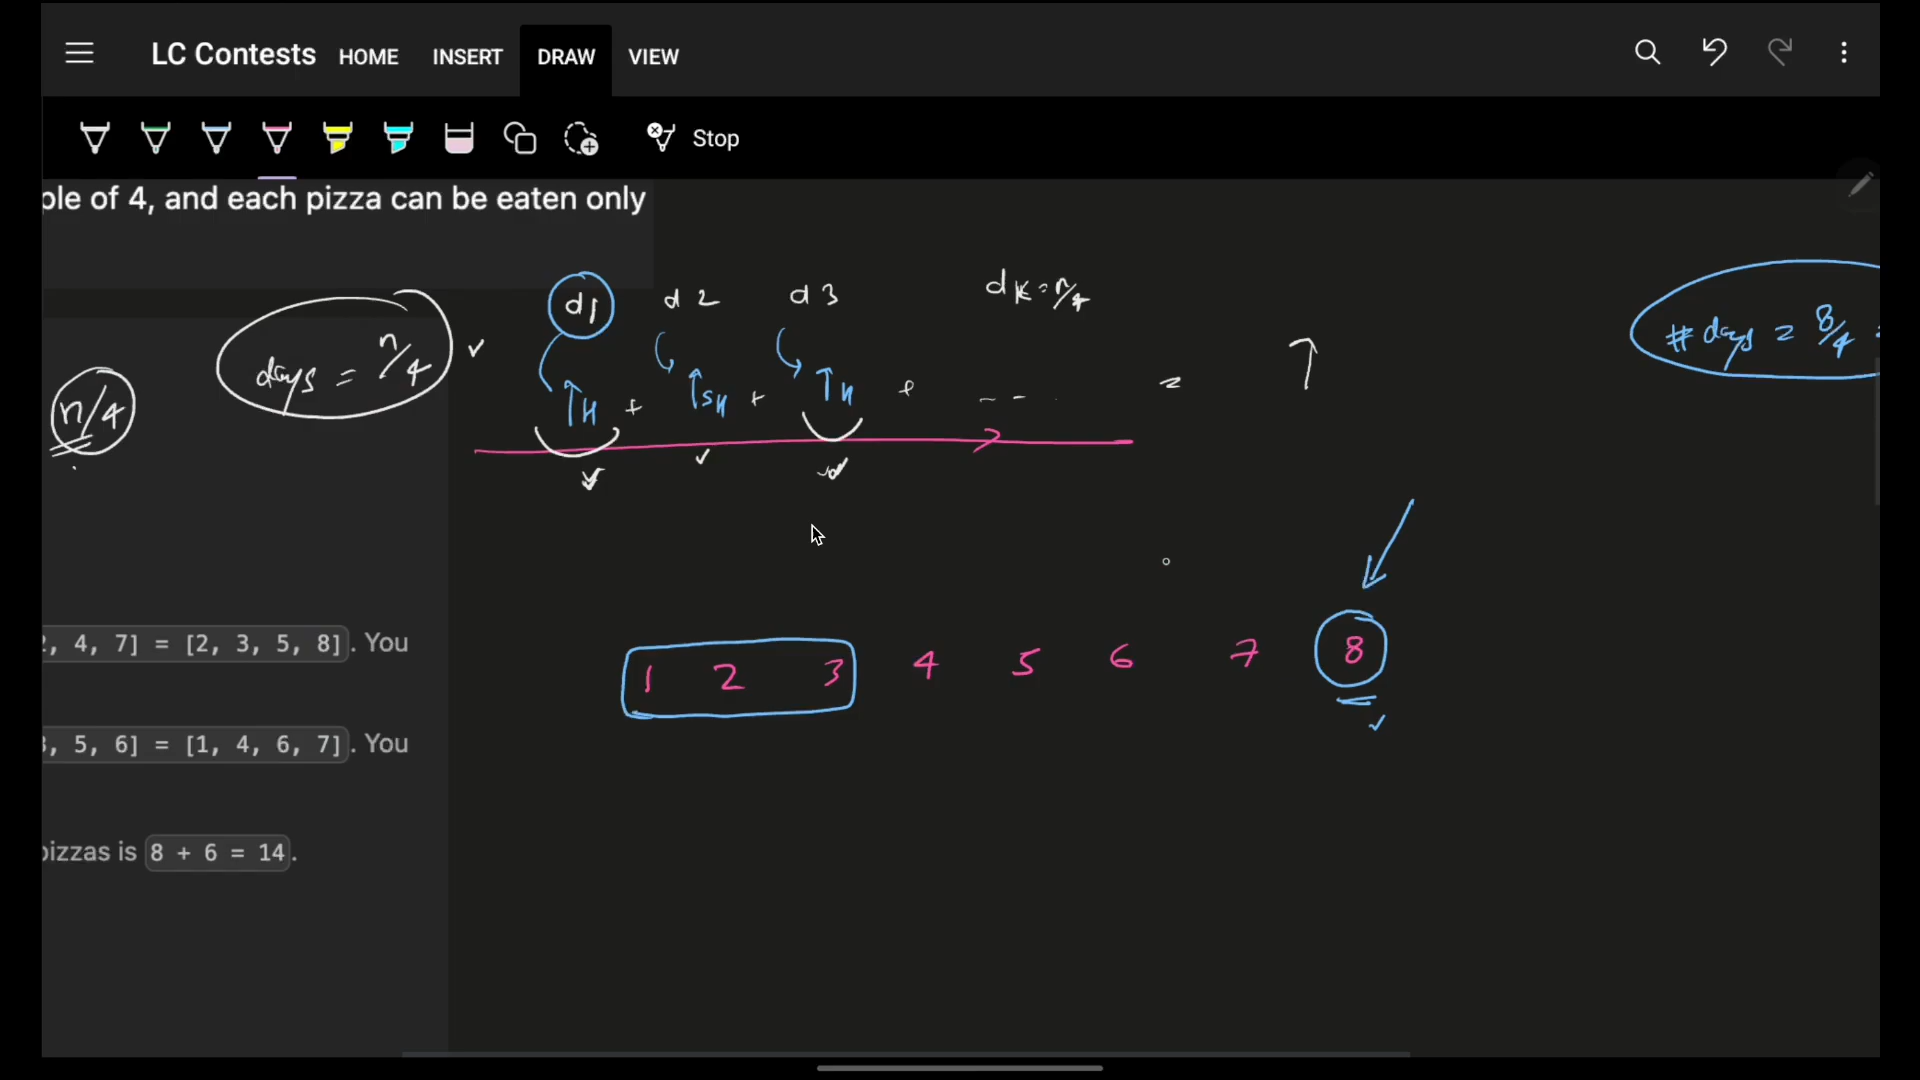 LC Contests HOME INSERT DRAW VIEW
Stop
ple of 4, and each pizza can be eaten only
d1 d2 d3 dk = n/4
days = n/4
n/4
↑H + ↑SH + ↑H + - - =
# days = 8/4 =
1 2 3 4 5 6 7 8
, 4, 7] = [2, 3, 5, 8]. You
, 5, 6] = [1, 4, 6, 7]. You
pizzas is 8 + 6 = 14.